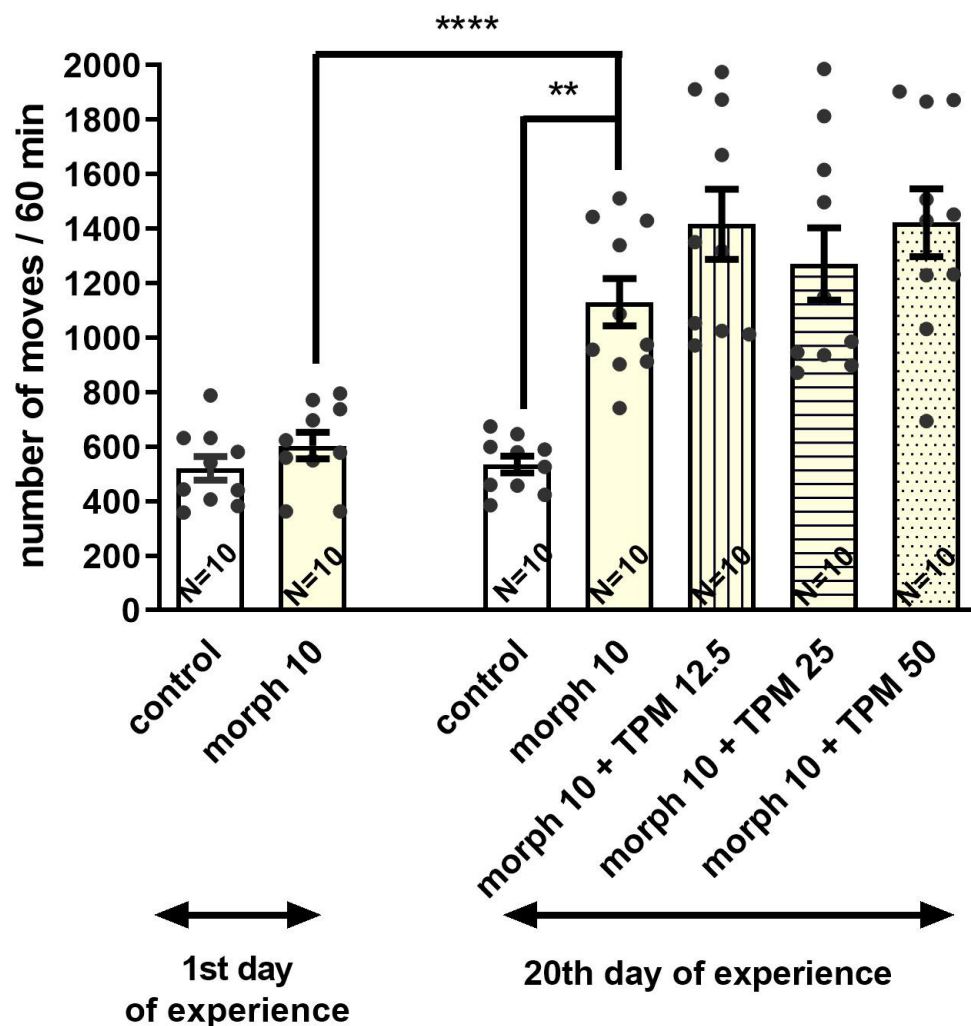 ****
**
number of moves / 60 min
2000
1800
1600
1400
1200
1000
800
600
400
200
0
N=10
N=10
N=10
N=10
N=10
N=10
N=10
control
morph 10
control
morph 10
morph 10 + TPM 12.5
morph 10 + TPM 25
morph 10 + TPM 50
1st day
of experience
20th day of experience